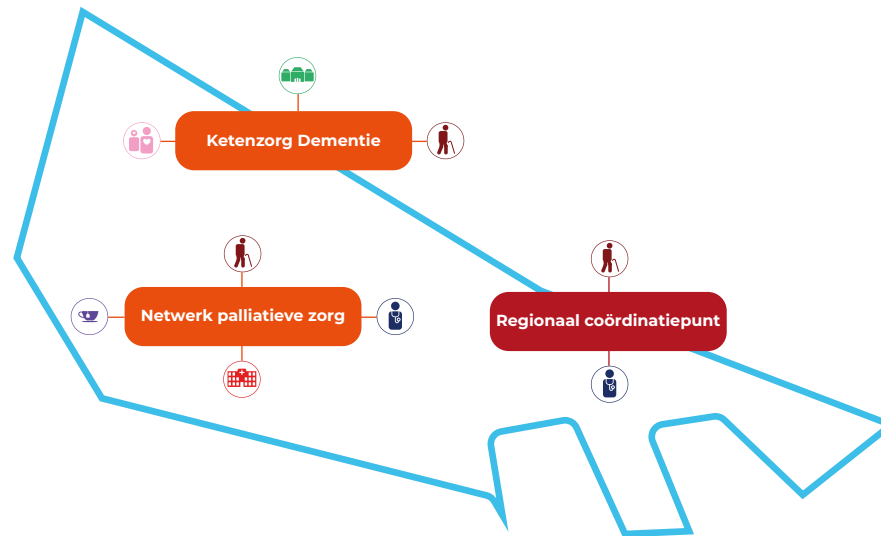 Ketenzorg Dementie
Netwerk palliatieve zorg
Regionaal coördinatiepunt